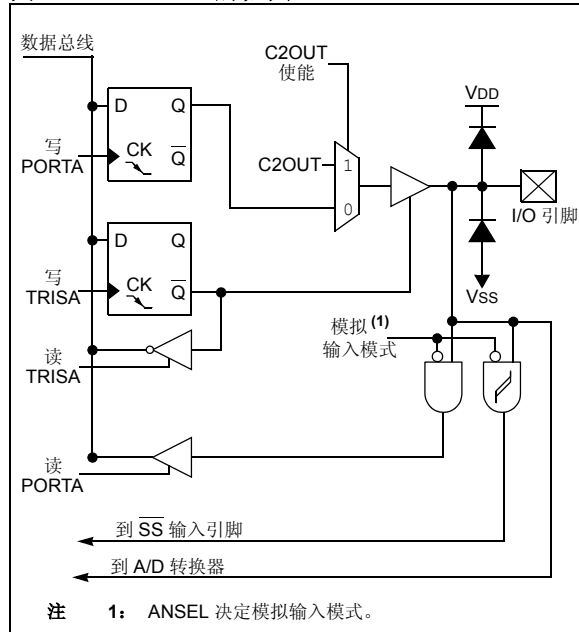 数据总线
C2OUT
使能
VDD
D Q
写
PORTA
CK Q
C2OUT
1
0
I/O 引脚
D Q
写
TRISA
CK Q
VSS
模拟 (1)
输入模式
读
TRISA
读
PORTA
到 SS 输入引脚
到 A/D 转换器
注 1: ANSEL 决定模拟输入模式。